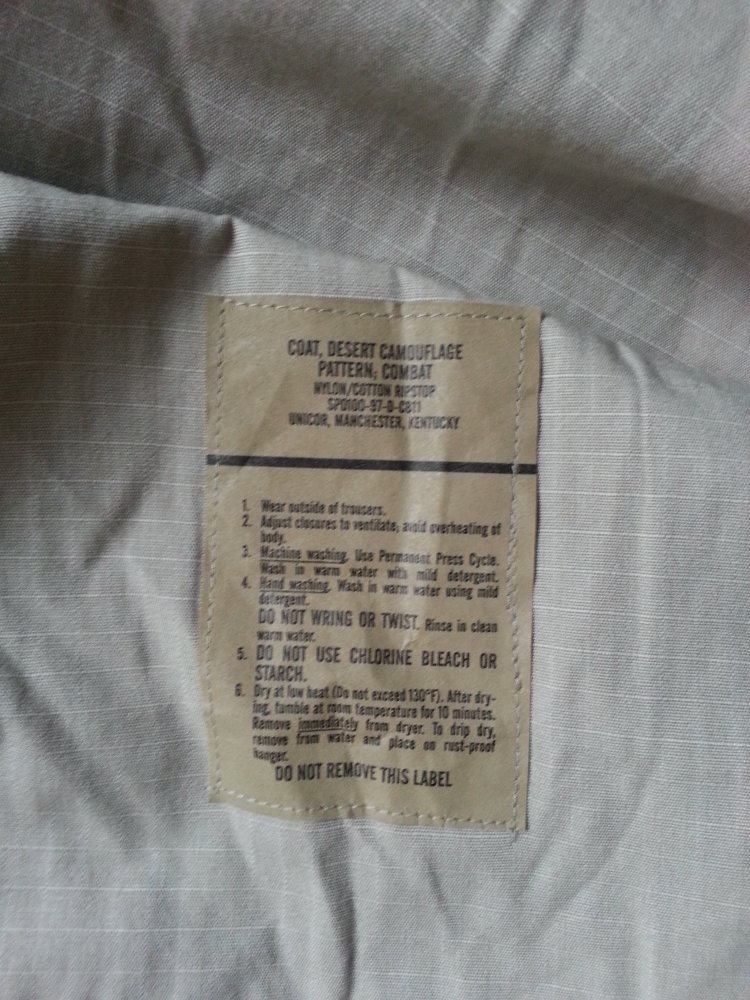 COAT, DESERT CAMOUFLAGE
PATTERN; COMBAT
NYLON/COTTON RIPSTOP
SP0100-97-D-CB11
UNICOR, MANCHESTER, KENTUCKY
1. Wear outside of trousers.
2. Adjust closures to ventilate, avoid overheating of
body.
3. Machine washing. Use Permanent Press Cycle.
Wash in warm water with mild detergent.
4. Hand washing. Wash in warm water using mild
detergent.
DO NOT WRING OR TWIST. Rinse in clean
warm water.
5. DO NOT USE CHLORINE BLEACH OR
STARCH.
6. Dry at low heat (Do not exceed 130°F). After dry-
ing, tumble at room temperature for 10 minutes.
Remove immediately from dryer. To drip dry,
remove from water and place on rust-proof
hanger.
DO NOT REMOVE THIS LABEL